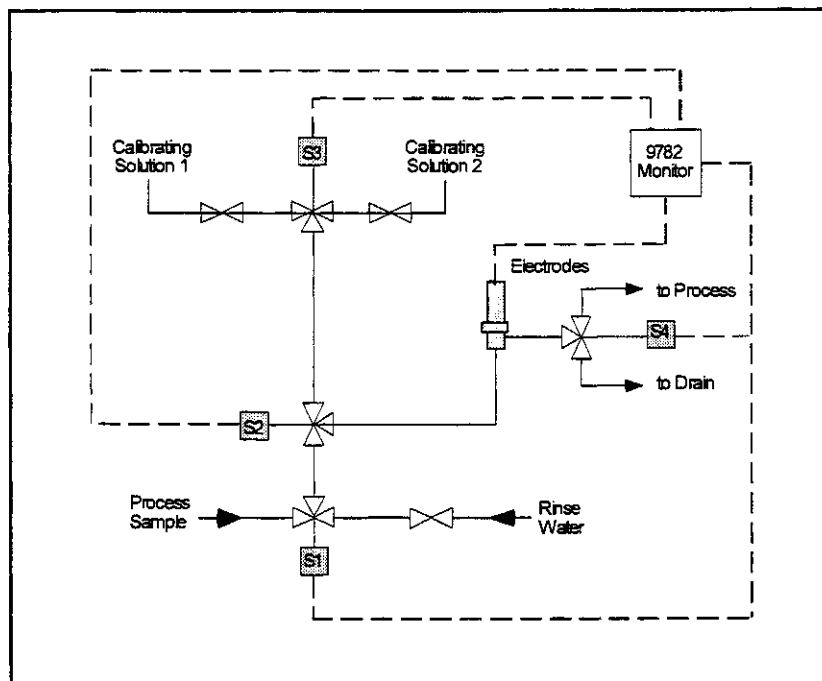 Calibrating
Solution 1
S3
Calibrating
Solution 2
9782
Monitor
Electrodes
to Process
S4
to Drain
S2
Process
Sample
Rinse
Water
S1